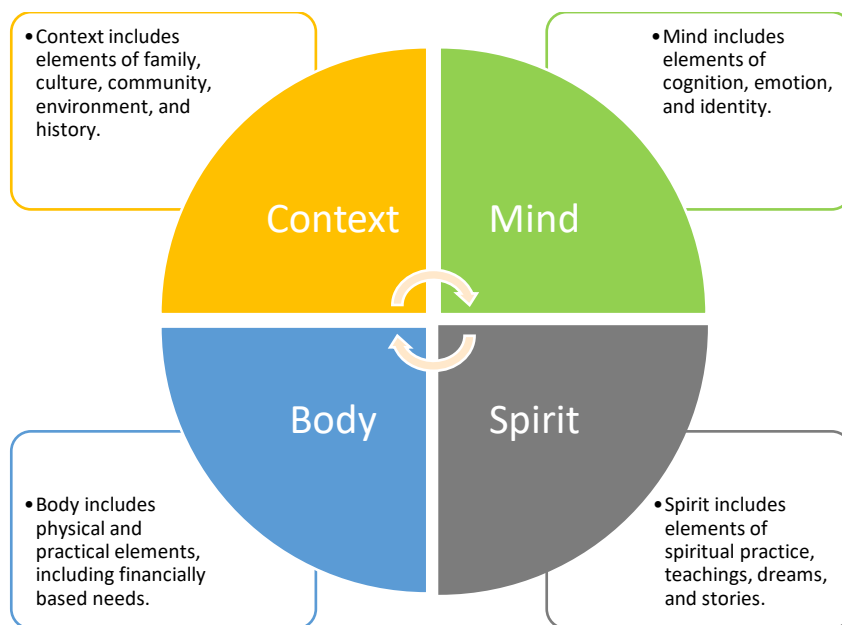 •Context includes
elements of family,
culture, community,
environment, and
history.
•Mind includes
elements of
cognition, emotion,
and identity.
Context
Mind
Body
Spirit
•Body includes
physical and
practical elements,
including financially
based needs.
•Spirit includes
elements of
spiritual practice,
teachings, dreams,
and stories.